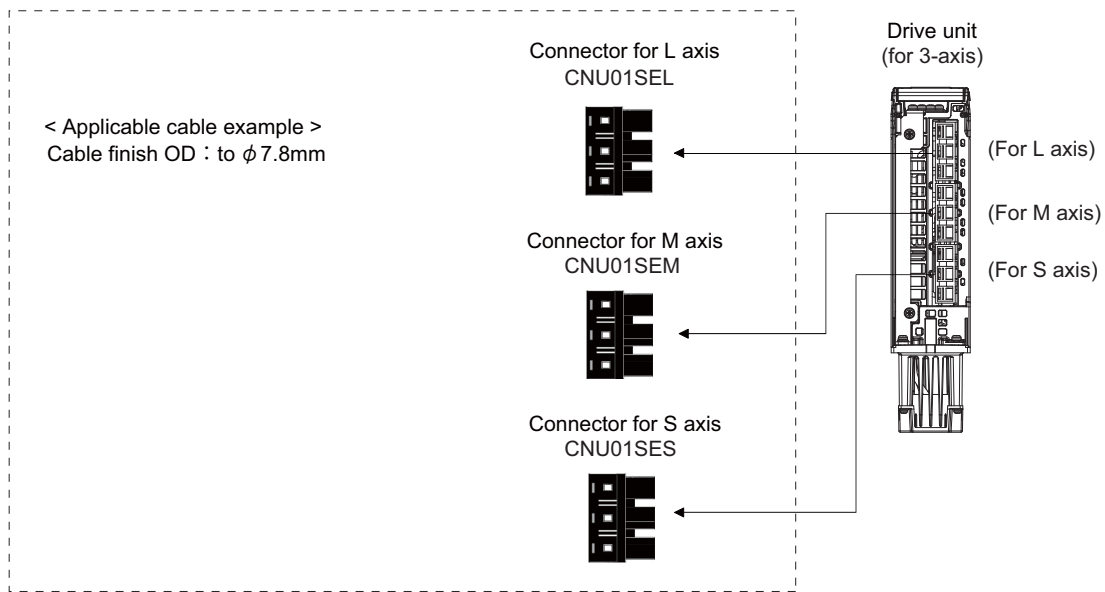 Drive unit
(for 3-axis)
Connector for L axis
CNU01SEL
< Applicable cable example >
Cable finish OD：to φ7.8mm
(For L axis)
(For M axis)
Connector for M axis
CNU01SEM
(For S axis)
Connector for S axis
CNU01SES